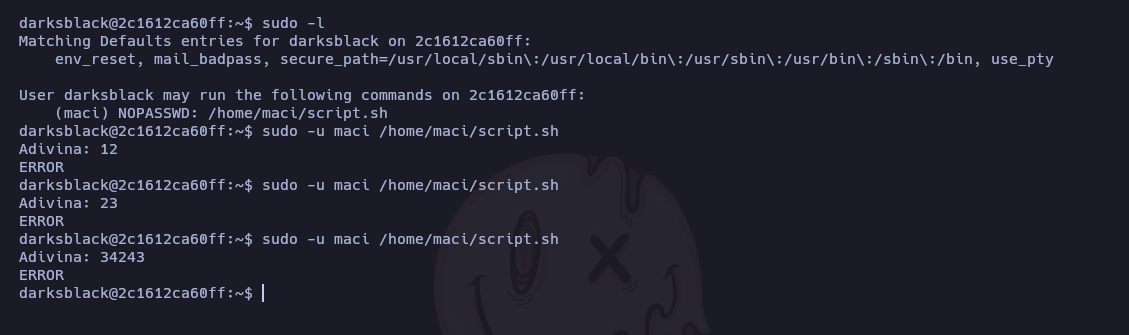 darksblack@2c1612ca60ff:~$ sudo -l
Matching Defaults entries for darksblack on 2c1612ca60ff:
    env_reset, mail_badpass, secure_path=/usr/local/sbin\:/usr/local/bin\:/usr/sbin\:/usr/bin\:/sbin\:/bin, use_pty

User darksblack may run the following commands on 2c1612ca60ff:
    (maci) NOPASSWD: /home/maci/script.sh
darksblack@2c1612ca60ff:~$ sudo -u maci /home/maci/script.sh
Adivina: 12
ERROR
darksblack@2c1612ca60ff:~$ sudo -u maci /home/maci/script.sh
Adivina: 23
ERROR
darksblack@2c1612ca60ff:~$ sudo -u maci /home/maci/script.sh
Adivina: 34243
ERROR
darksblack@2c1612ca60ff:~$